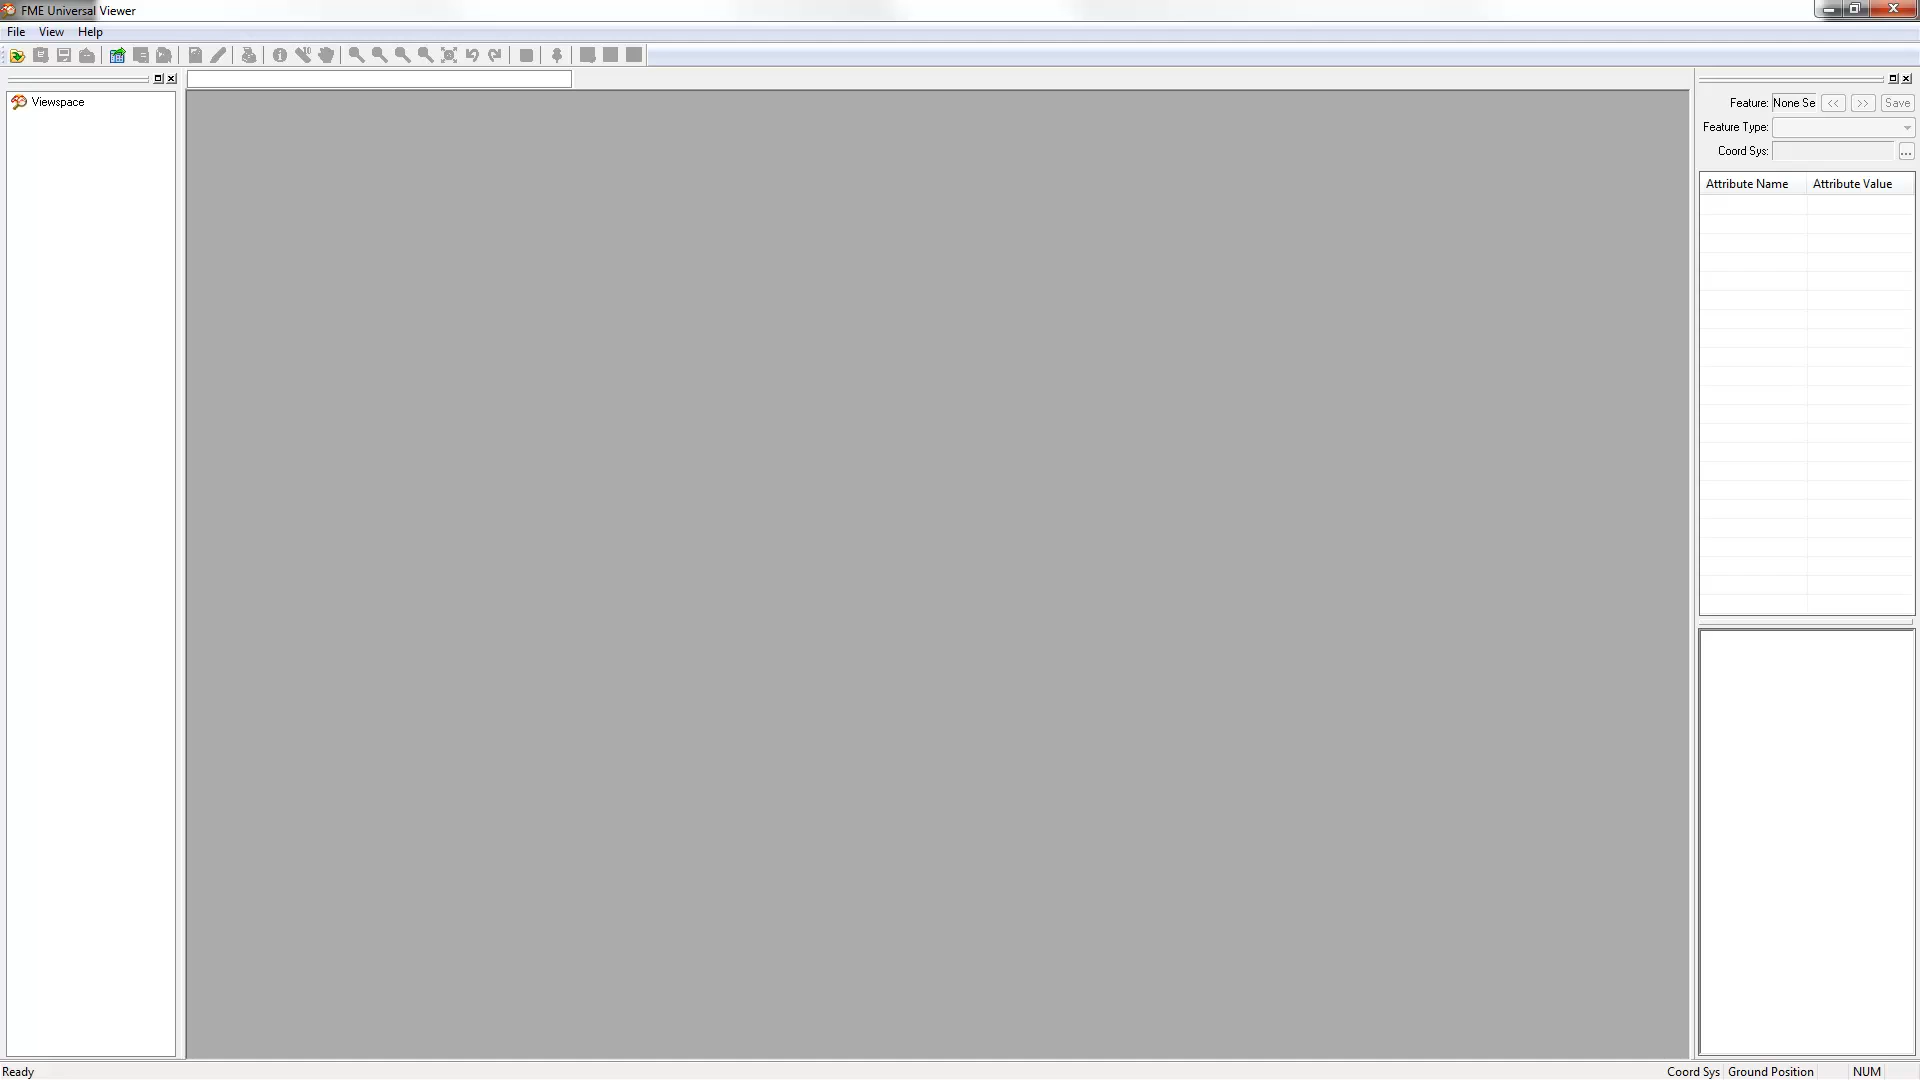 FME Universal Viewer
File View Help
Viewspace
Feature: None Se << >> Save
Feature Type:
Coord Sys: ...
Attribute Name Attribute Value
Ready Coord Sys Ground Position NUM